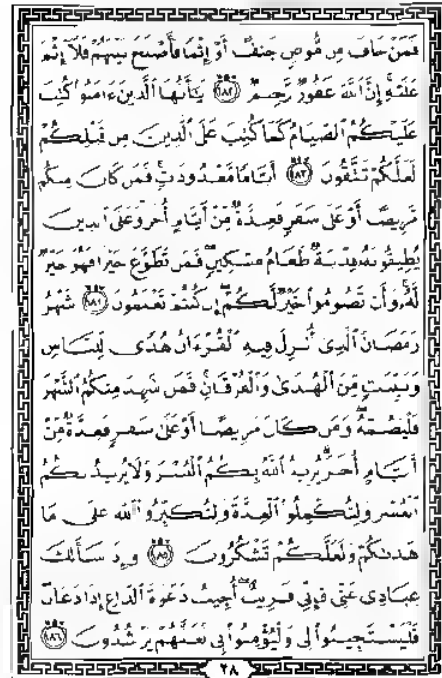 فَمَنْ خَافَ مِن مُّوصٍ جَنَفًا أَوْ إِثْمًا فَأَصْلَحَ بَيْنَهُمْ فَلَآ إِثْمَ
عَلَيْهِ إِنَّ ٱللَّهَ غَفُورٌ رَّحِيمٌ ١٨٢ يَٰٓأَيُّهَا ٱلَّذِينَ ءَامَنُوا۟ كُتِبَ
عَلَيْكُمُ ٱلصِّيَامُ كَمَا كُتِبَ عَلَى ٱلَّذِينَ مِن قَبْلِكُمْ
لَعَلَّكُمْ تَتَّقُونَ ١٨٣ أَيَّامًا مَّعْدُودَٰتٍ فَمَن كَانَ مِنكُم
مَّرِيضًا أَوْ عَلَىٰ سَفَرٍ فَعِدَّةٌ مِّنْ أَيَّامٍ أُخَرَ وَعَلَى ٱلَّذِينَ
يُطِيقُونَهُۥ فِدْيَةٌ طَعَامُ مِسْكِينٍ فَمَن تَطَوَّعَ خَيْرًا فَهُوَ خَيْرٌ
لَّهُۥ وَأَن تَصُومُوا۟ خَيْرٌ لَّكُمْ إِن كُنتُمْ تَعْلَمُونَ ١٨٤ شَهْرُ
رَمَضَانَ ٱلَّذِىٓ أُنزِلَ فِيهِ ٱلْقُرْءَانُ هُدًى لِّلنَّاسِ
وَبَيِّنَٰتٍ مِّنَ ٱلْهُدَىٰ وَٱلْفُرْقَانِ فَمَن شَهِدَ مِنكُمُ ٱلشَّهْرَ
فَلْيَصُمْهُ وَمَن كَانَ مَرِيضًا أَوْ عَلَىٰ سَفَرٍ فَعِدَّةٌ مِّنْ
أَيَّامٍ أُخَرَ يُرِيدُ ٱللَّهُ بِكُمُ ٱلْيُسْرَ وَلَا يُرِيدُ بِكُمُ
ٱلْعُسْرَ وَلِتُكْمِلُوا۟ ٱلْعِدَّةَ وَلِتُكَبِّرُوا۟ ٱللَّهَ عَلَىٰ مَا
هَدَىٰكُمْ وَلَعَلَّكُمْ تَشْكُرُونَ ١٨٥ وَإِذَا سَأَلَكَ
عِبَادِى عَنِّى فَإِنِّى قَرِيبٌ أُجِيبُ دَعْوَةَ ٱلدَّاعِ إِذَا دَعَانِ
فَلْيَسْتَجِيبُوا۟ لِى وَلْيُؤْمِنُوا۟ بِى لَعَلَّهُمْ يَرْشُدُونَ ١٨٦
٢٨